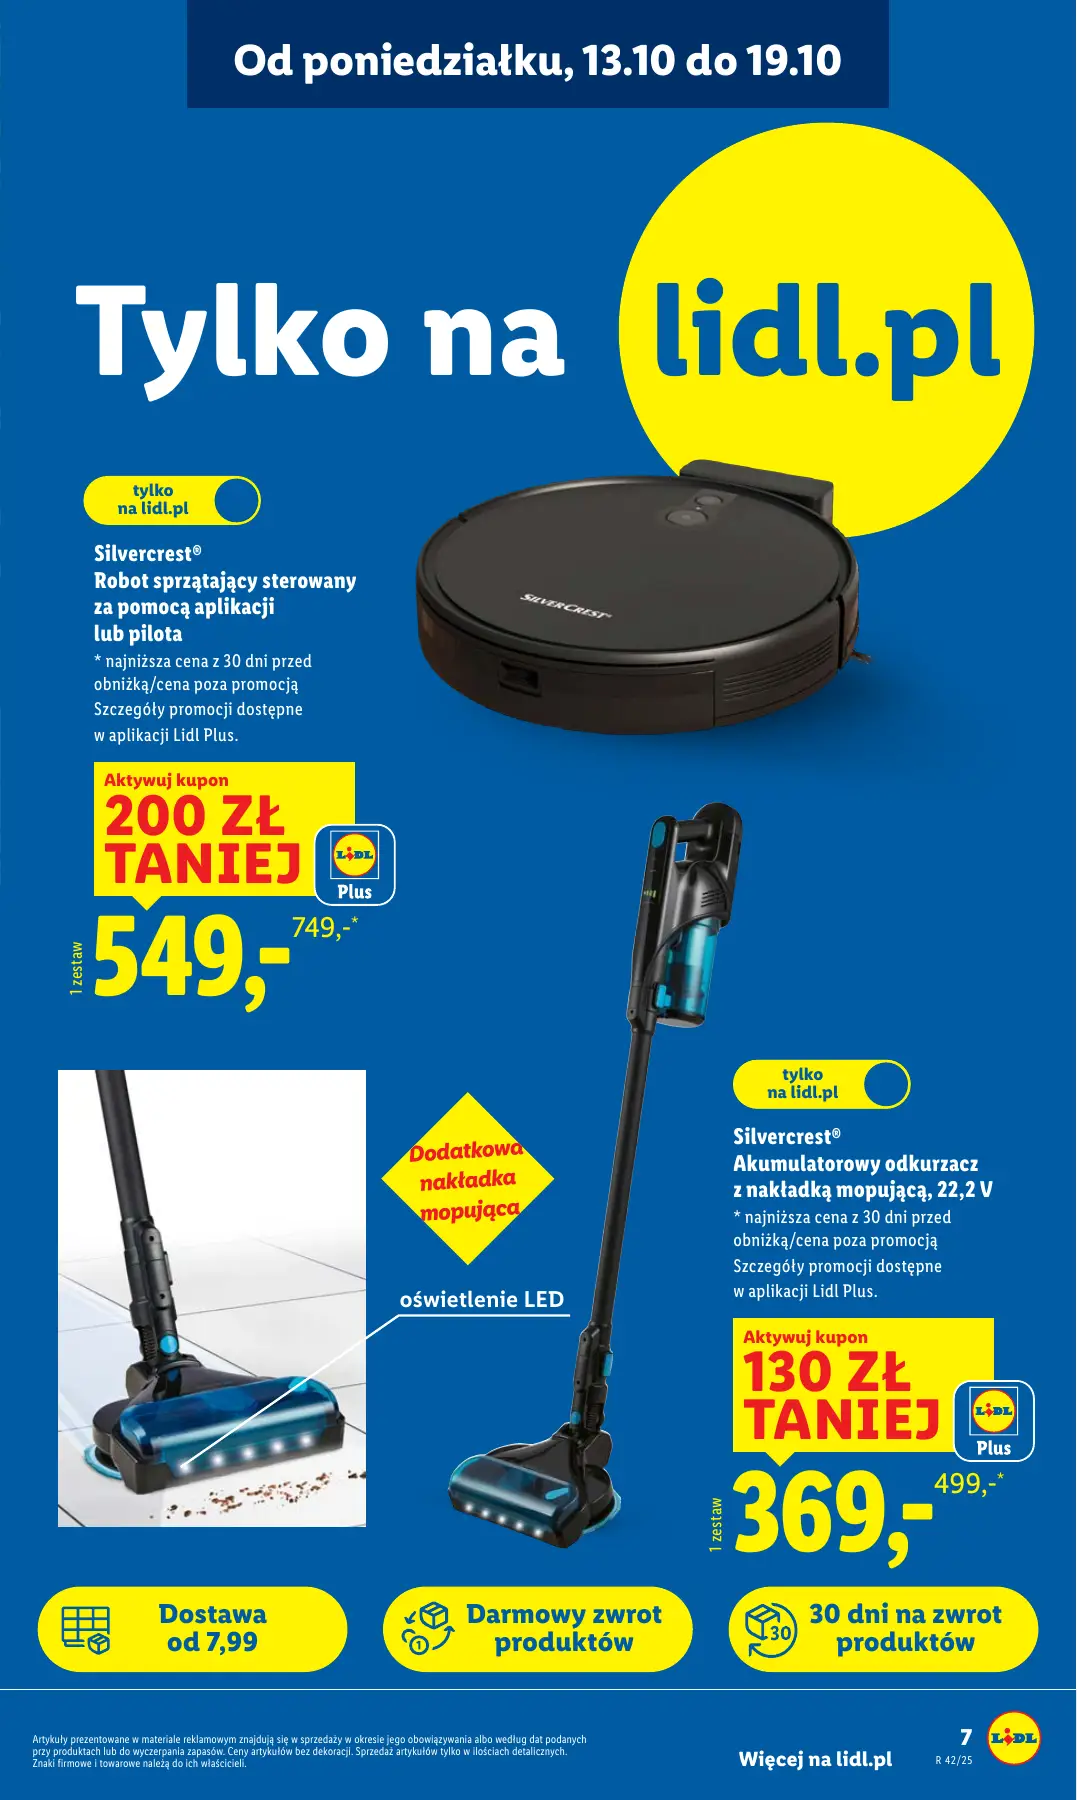 Od poniedziałku, 13.10 do 19.10
Tylko na lidl.pl
tylko
na lidl.pl
Silvercrest®
Robot sprzątający sterowany
za pomocą aplikacji
lub pilota
* najniższa cena z 30 dni przed
obniżką/cena poza promocją
Szczegóły promocji dostępne
w aplikacji Lidl Plus.
SILVERCREST®
Aktywuj kupon
200 ZŁ
TANIEJ
LIDL
Plus
749,-*
549,-
1 zestaw
Dodatkowa
nakładka
mopująca
oświetlenie LED
tylko
na lidl.pl
Silvercrest®
Akumulatorowy odkurzacz
z nakładką mopującą, 22,2 V
* najniższa cena z 30 dni przed
obniżką/cena poza promocją
Szczegóły promocji dostępne
w aplikacji Lidl Plus.
Aktywuj kupon
130 ZŁ
TANIEJ
LIDL
Plus
499,-*
369,-
1 zestaw
Dostawa
od 7,99
1
Darmowy zwrot
produktów
30
30 dni na zwrot
produktów
Artykuły prezentowane w materiale reklamowym znajdują się w sprzedaży w okresie jego obowiązywania albo według dat podanych
przy produktach lub do wyczerpania zapasów. Ceny artykułów bez dekoracji. Sprzedaż artykułów tylko w ilościach detalicznych.
Znaki firmowe i towarowe należą do ich właścicieli.
Więcej na lidl.pl
7
R 42/25
LIDL